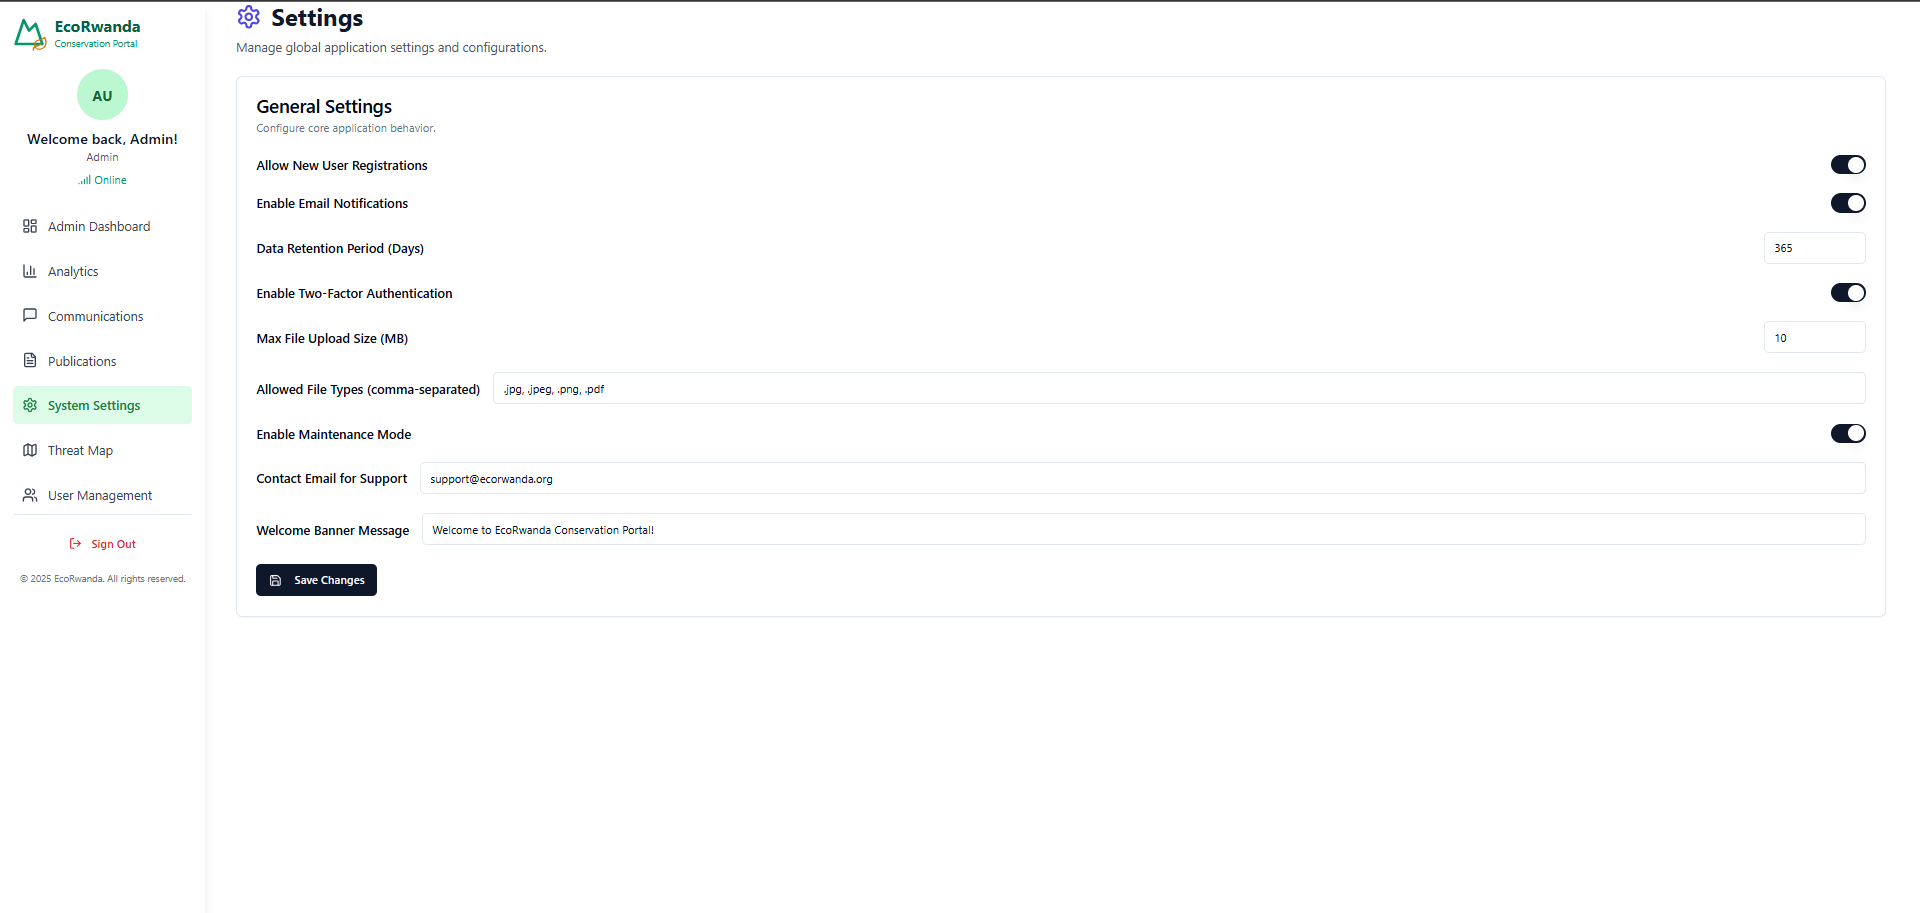 EcoRwanda
Conservation Portal
AU
Welcome back, Admin!
Admin
Online
Admin Dashboard
Analytics
Communications
Publications
System Settings
Threat Map
User Management
Sign Out
© 2025 EcoRwanda. All rights reserved.
Settings
Manage global application settings and configurations.
General Settings
Configure core application behavior.
Allow New User Registrations
Enable Email Notifications
Data Retention Period (Days) 365
Enable Two-Factor Authentication
Max File Upload Size (MB) 10
Allowed File Types (comma-separated) .jpg, .jpeg, .png, .pdf
Enable Maintenance Mode
Contact Email for Support support@ecorwanda.org
Welcome Banner Message Welcome to EcoRwanda Conservation Portal!
Save Changes